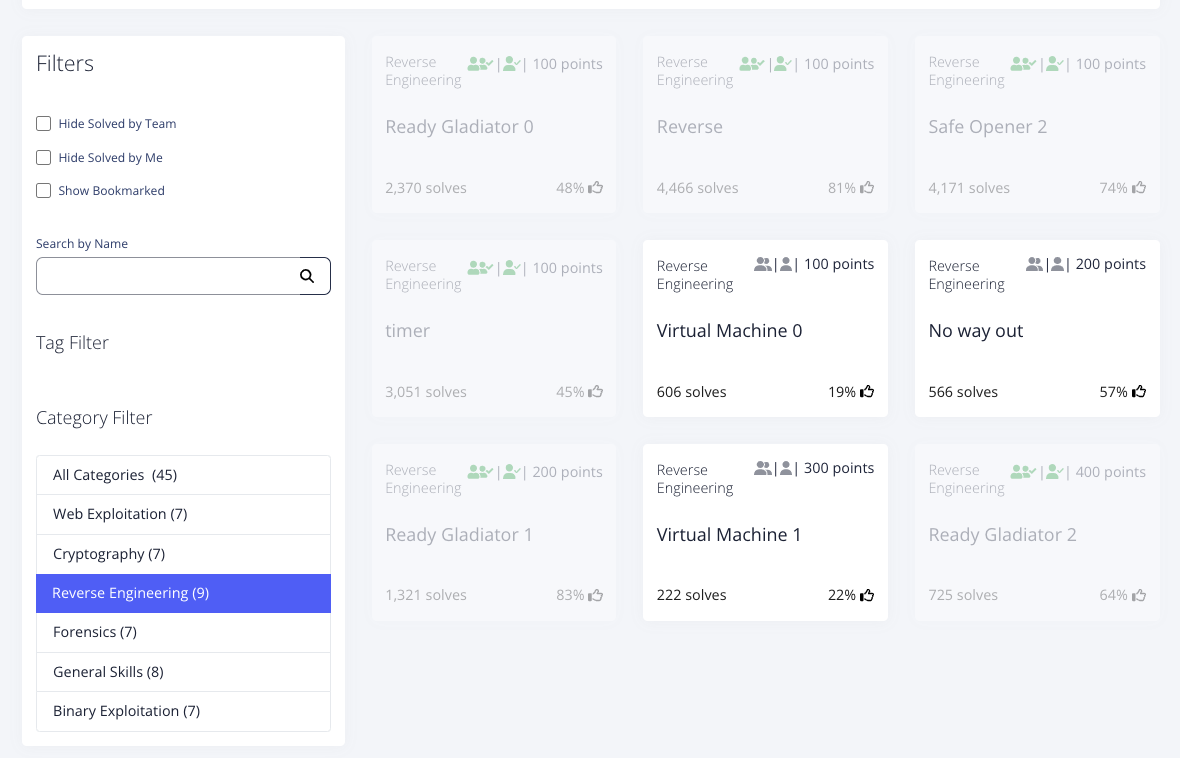 Filters
Hide Solved by Team
Hide Solved by Me
Show Bookmarked
Search by Name
Tag Filter
Category Filter
All Categories (45)
Web Exploitation (7)
Cryptography (7)
Reverse Engineering (9)
Forensics (7)
General Skills (8)
Binary Exploitation (7)
Reverse
Engineering
| | 100 points
Ready Gladiator 0
2,370 solves 48%
Reverse
Engineering
| | 100 points
Reverse
4,466 solves 81%
Reverse
Engineering
| | 100 points
Safe Opener 2
4,171 solves 74%
Reverse
Engineering
| | 100 points
timer
3,051 solves 45%
Reverse
Engineering
| | 100 points
Virtual Machine 0
606 solves 19%
Reverse
Engineering
| | 200 points
No way out
566 solves 57%
Reverse
Engineering
| | 200 points
Ready Gladiator 1
1,321 solves 83%
Reverse
Engineering
| | 300 points
Virtual Machine 1
222 solves 22%
Reverse
Engineering
| | 400 points
Ready Gladiator 2
725 solves 64%